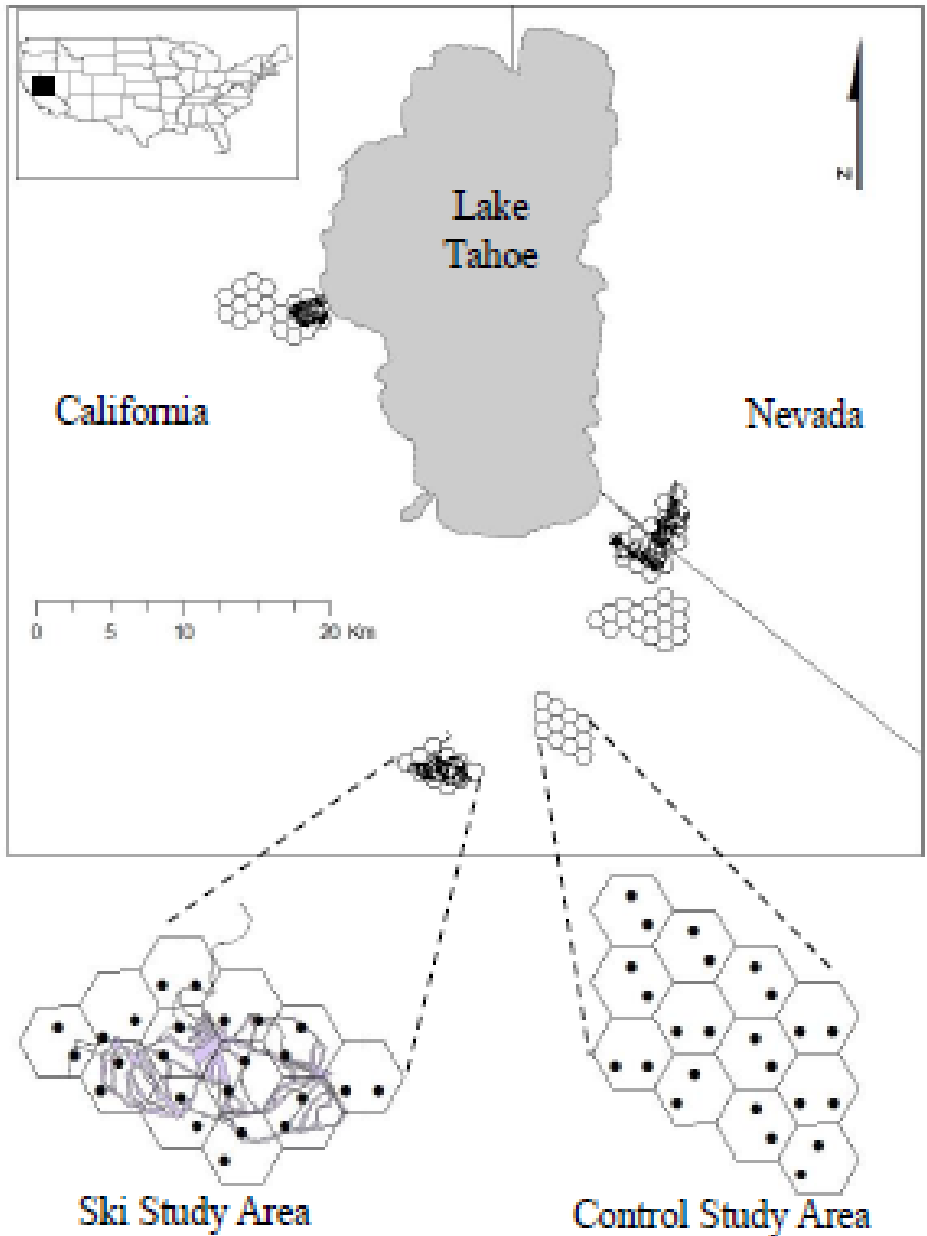 Lake
Tahoe
N
California
Nevada
0 5 10 20 Km
Ski Study Area
Control Study Area